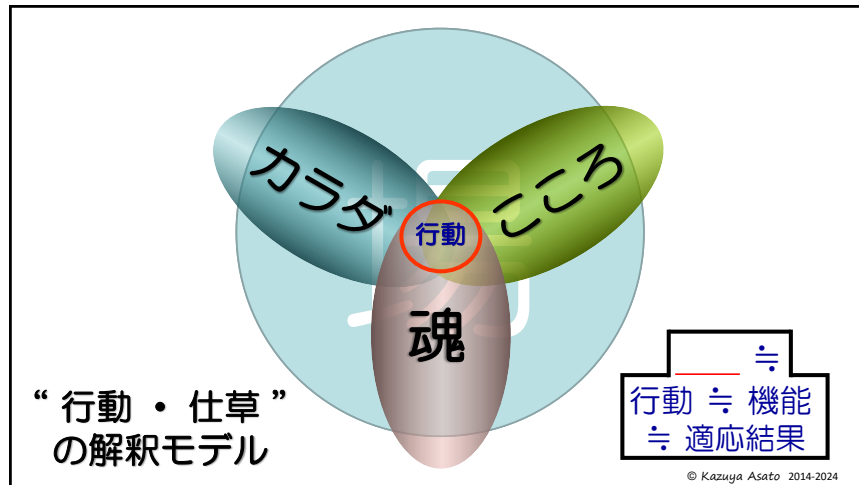 カラダ
こころ
場
行動
魂
“ 行動 ・ 仕草 ”
の解釈モデル
≒
行動 ≒ 機能
≒ 適応結果
© Kazuya Asato 2014-2024